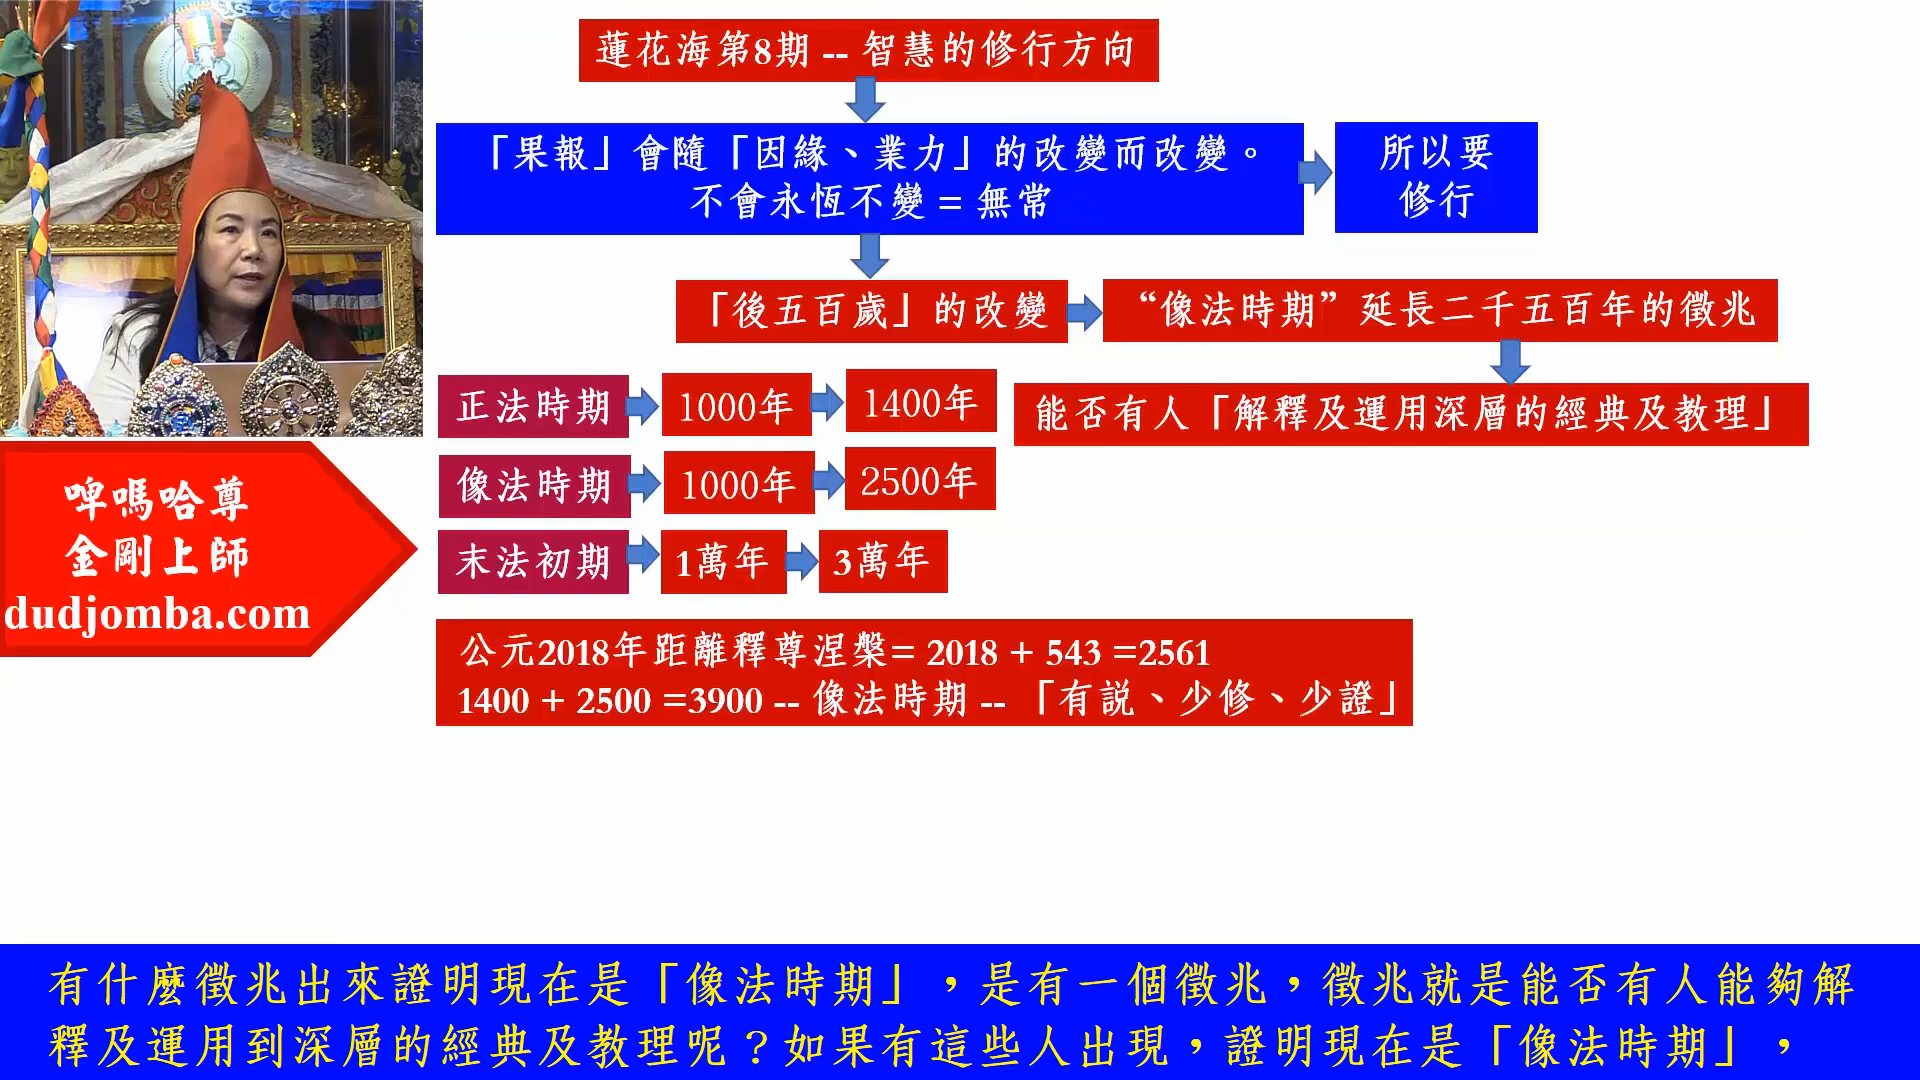 蓮花海第8期 -- 智慧的修行方向
「果報」會隨「因緣、業力」的改變而改變。
不會永恆不變 = 無常
所以要
修行
「後五百歲」的改變
“像法時期”延長二千五百年的徵兆
能否有人「解釋及運用深層的經典及教理」
正法時期
1000年
1400年
像法時期
1000年
2500年
末法初期
1萬年
3萬年
啤嗎哈尊
金剛上師
dudjomba.com
公元2018年距離釋尊涅槃= 2018 + 543 =2561
1400 + 2500 =3900 -- 像法時期 -- 「有説、少修、少證」
有什麼徵兆出來證明現在是「像法時期」，是有一個徵兆，徵兆就是能否有人能夠解
釋及運用到深層的經典及教理呢？如果有這些人出現，證明現在是「像法時期」，